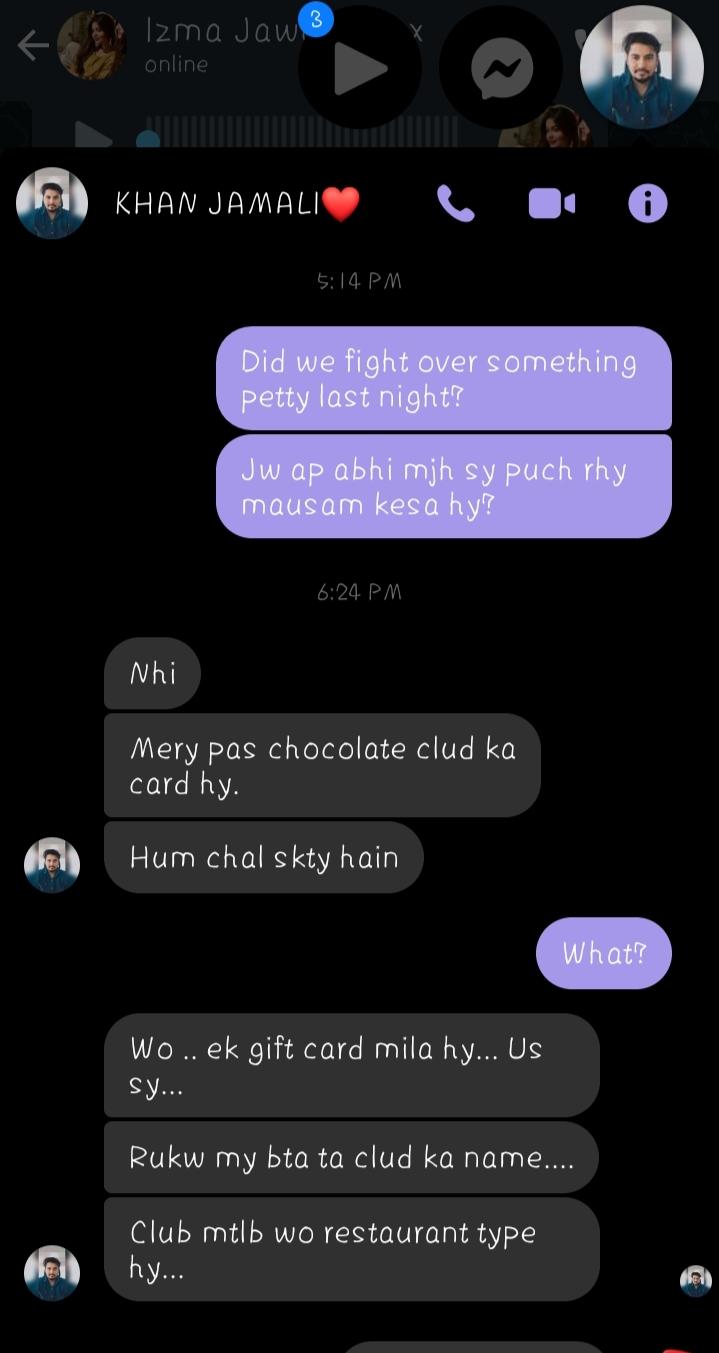 Izma Jaw
3
x
online
KHAN JAMALI❤️
5:14 PM
Did we fight over something
petty last night?
Jw ap abhi mjh sy puch rhy
mausam kesa hy?
6:24 PM
Nhi
Mery pas chocolate clud ka
card hy.
Hum chal skty hain
What?
Wo .. ek gift card mila hy... Us
sy...
Rukw my bta ta clud ka name....
Club mtlb wo restaurant type
hy...